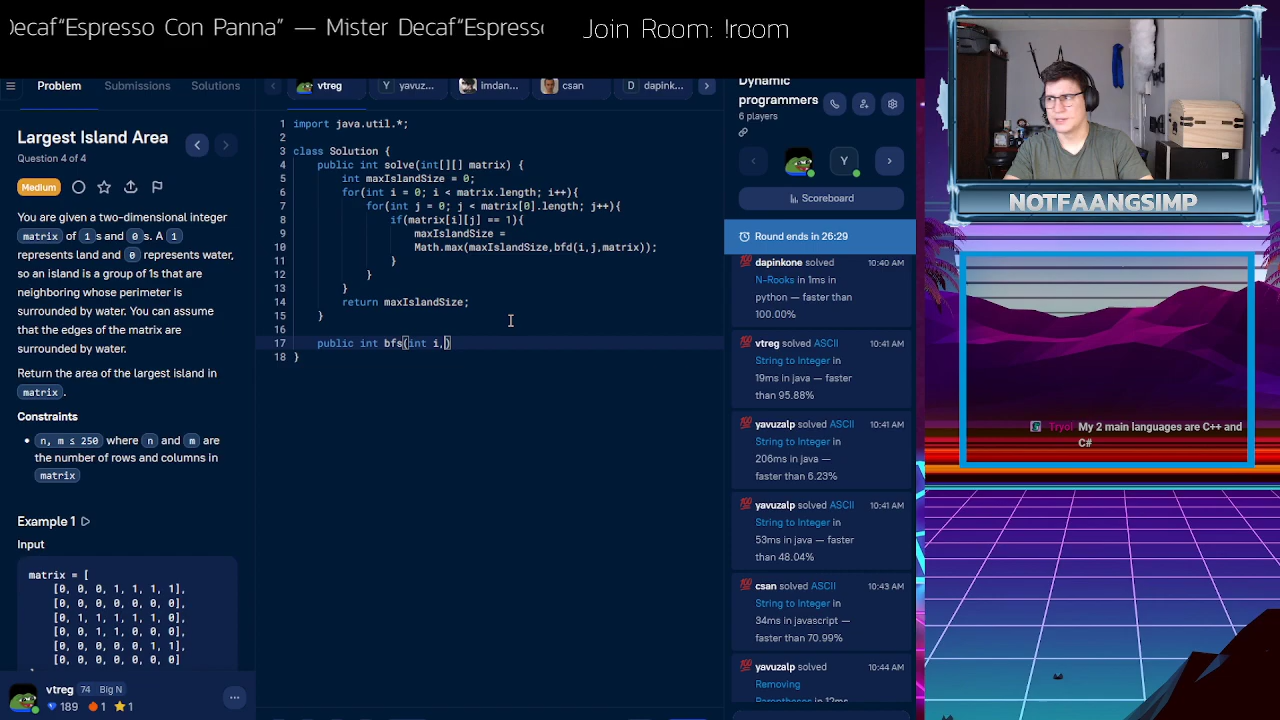 Decaf"Espresso Con Panna" — Mister Decaf"Espresso
Join Room: !room
Problem
Submissions
Solutions
vtreg
Y yavuz...
imdan...
csan
D dapink...
Largest Island Area
Question 4 of 4
Medium
You are given a two-dimensional integer
matrix of 1s and 0s. A 1
represents land and 0 represents water,
so an island is a group of 1s that are
neighboring whose perimeter is
surrounded by water. You can assume
that the edges of the matrix are
surrounded by water.
Return the area of the largest island in
matrix.
Constraints
• n, m ≤ 250 where n and m are
the number of rows and columns in
matrix
Example 1
Input
matrix = [
[0, 0, 0, 1, 1, 1, 1],
[0, 0, 0, 0, 0, 0, 0],
[0, 1, 1, 1, 1, 1, 0],
[0, 1, 1, 0, 0, 0, 0],
[0, 0, 0, 0, 0, 1, 1],
[0, 0, 0, 0, 0, 0, 0]
vtreg 74 Big N
189 1 1
1 import java.util.*;
2
3 class Solution {
4 public int solve(int[][] matrix) {
5 int maxIslandSize = 0;
6 for(int i = 0; i < matrix.length; i++){
7 for(int j = 0; j < matrix[0].length; j++){
8 if(matrix[i][j] == 1){
9 maxIslandSize =
10 Math.max(maxIslandSize,bfd(i,j,matrix));
11 }
12 }
13 }
14 return maxIslandSize;
15 }
16
17 public int bfs(int i,)
18 }
Dynamic
programmers
6 players
Y
Scoreboard
Round ends in 26:29
dapinkone solved 10:40 AM
N-Rooks in 1ms in
python — faster than
100.00%
vtreg solved ASCII 10:41 AM
String to Integer in
19ms in java — faster
than 95.88%
yavuzalp solved ASCII 10:41 AM
String to Integer in
206ms in java —
faster than 6.23%
yavuzalp solved ASCII 10:41 AM
String to Integer in
53ms in java — faster
than 48.04%
csan solved ASCII 10:43 AM
String to Integer in
34ms in javascript —
faster than 70.99%
yavuzalp solved 10:44 AM
Removing
Parentheses in 12ms
NOTFAANGSIMP
Tryol My 2 main languages are C++ and
C#